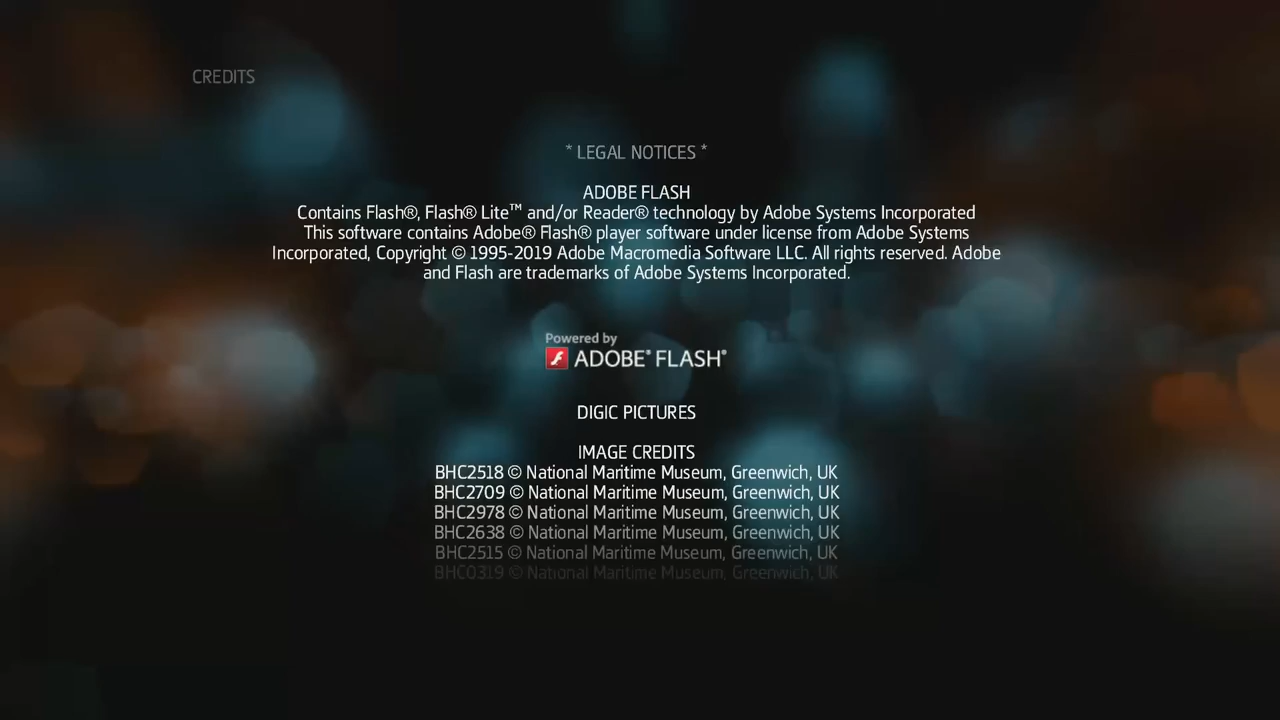 CREDITS
* LEGAL NOTICES *
ADOBE FLASH
Contains Flash®, Flash® Lite™ and/or Reader® technology by Adobe Systems Incorporated
This software contains Adobe® Flash® player software under license from Adobe Systems
Incorporated, Copyright © 1995-2019 Adobe Macromedia Software LLC. All rights reserved. Adobe
and Flash are trademarks of Adobe Systems Incorporated.
Powered by
ADOBE® FLASH®
DIGIC PICTURES
IMAGE CREDITS
BHC2518 © National Maritime Museum, Greenwich, UK
BHC2709 © National Maritime Museum, Greenwich, UK
BHC2978 © National Maritime Museum, Greenwich, UK
BHC2638 © National Maritime Museum, Greenwich, UK
BHC2515 © National Maritime Museum, Greenwich, UK
BHC0319 © National Maritime Museum, Greenwich, UK